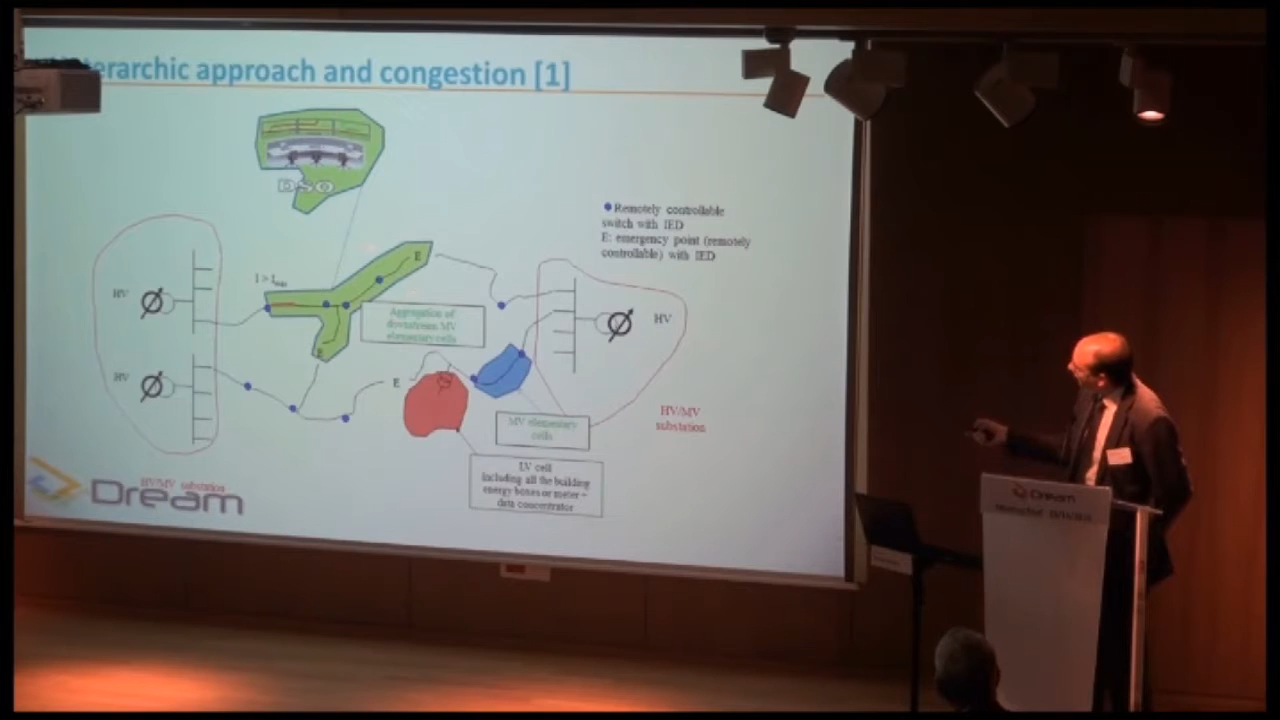 terarchic approach and congestion [1]
DSO
Remotely controllable
switch with IED
E: emergency point (remotely
controllable) with IED
E
I > Imax
HV
HV
HV
Aggregation of
downstream MV
elementary cells
E
E
MV elementary
cells
HV/MV
substation
LV cell
including all the building
energy boxes or meter -
data concentrator
HV/MV substation
Dream
Dream